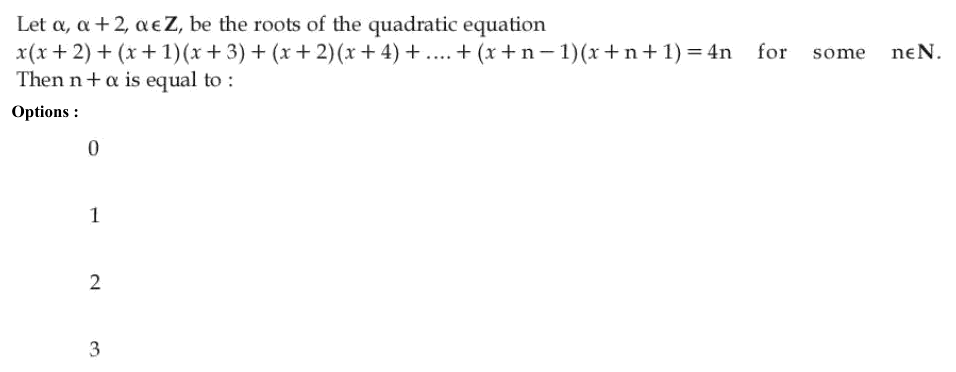 Let α, α + 2, α ϵ Z, be the roots of the quadratic equation
x(x + 2) + (x + 1)(x + 3) + (x + 2)(x + 4) + .... + (x + n − 1)(x + n + 1) = 4n for some nϵN.
Then n + α is equal to :
Options :
0
1
2
3